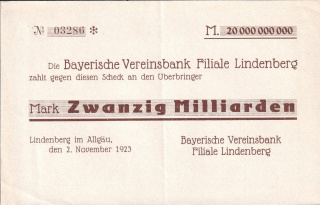 № 03286 * M. 20 000 000 000
Die Bayerische Vereinsbank Filiale Lindenberg
zahlt gegen diesen Scheck an den Überbringer
Mark Zwanzig Milliarden
Lindenberg im Allgäu,
den 2. November 1923
Bayerische Vereinsbank
Filiale Lindenberg